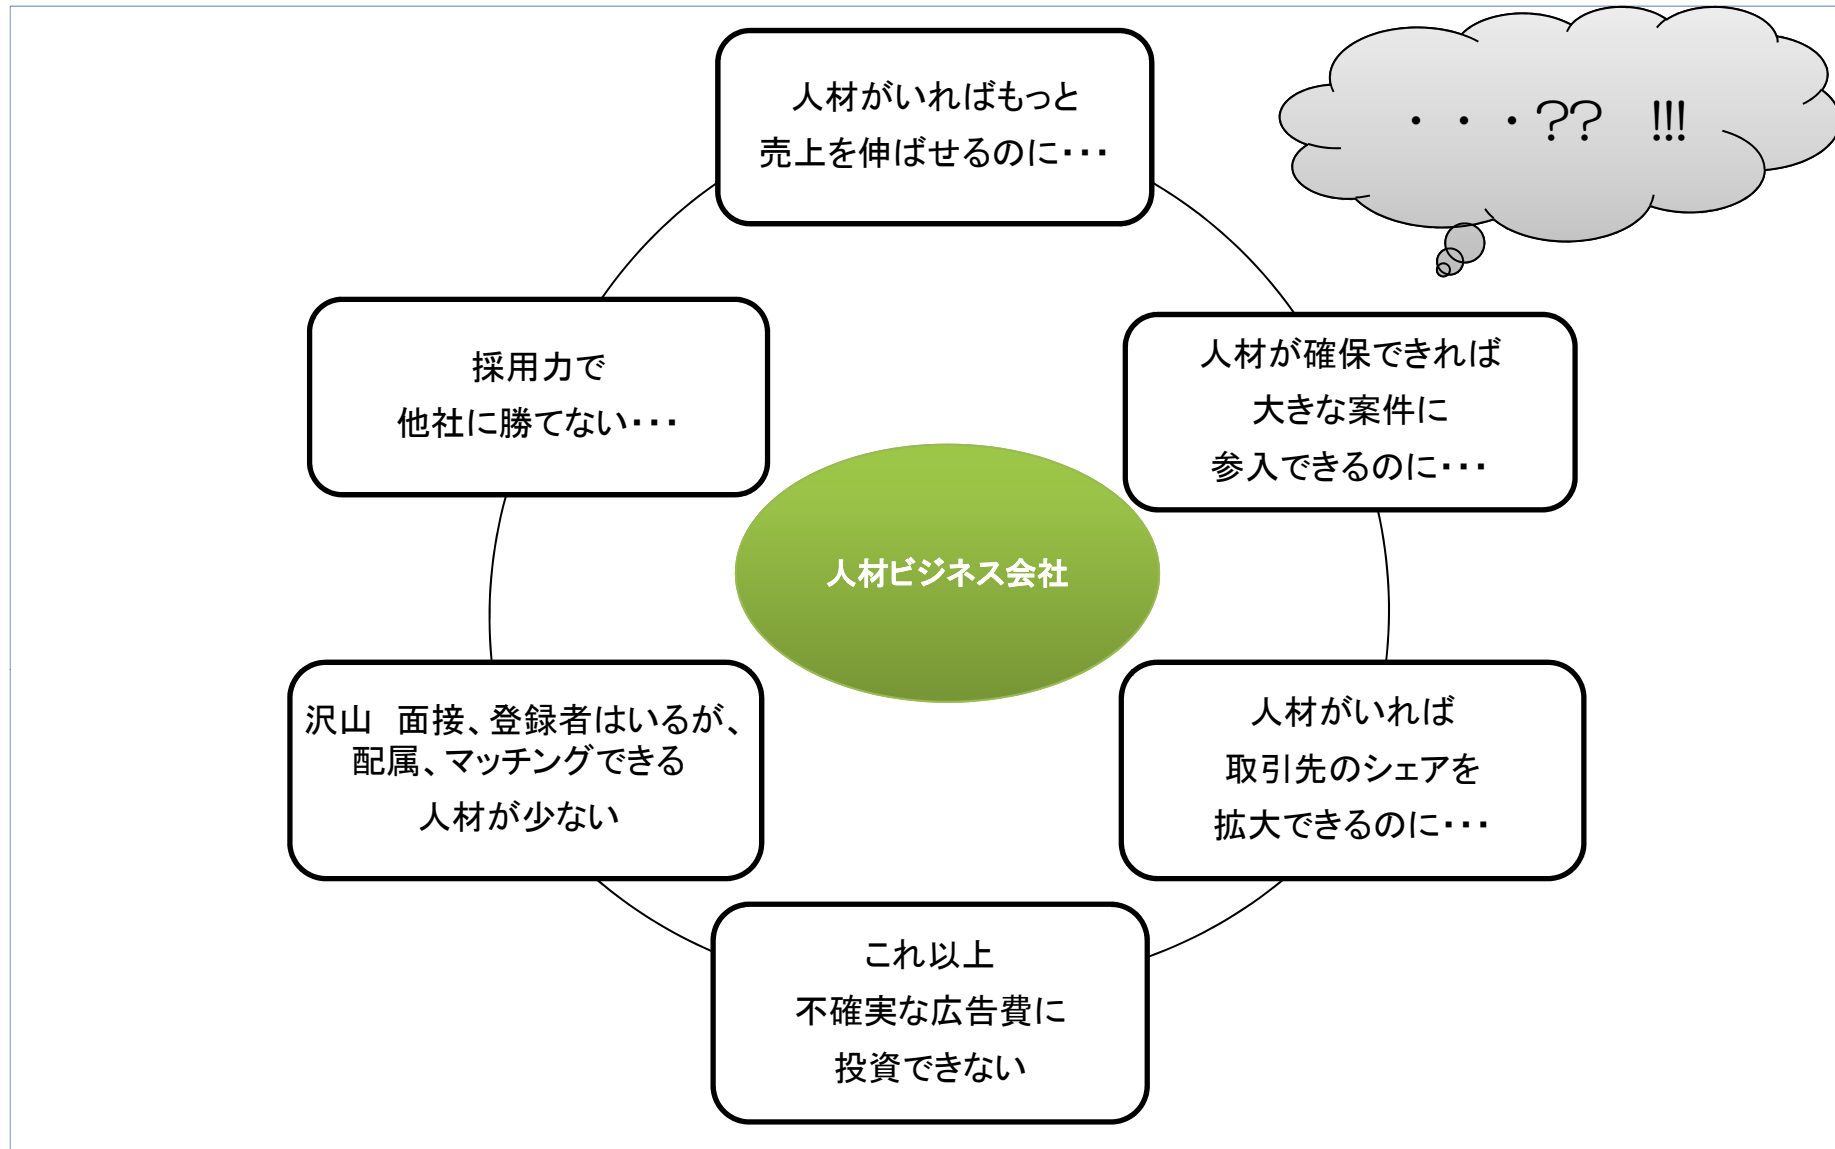 人材がいればもっと
売上を伸ばせるのに・・・
・・・?? !!!
採用力で
他社に勝てない・・・
人材が確保できれば
大きな案件に
参入できるのに・・・
人材ビジネス会社
沢山　面接、登録者はいるが、
配属、マッチングできる
人材が少ない
人材がいれば
取引先のシェアを
拡大できるのに・・・
これ以上
不確実な広告費に
投資できない